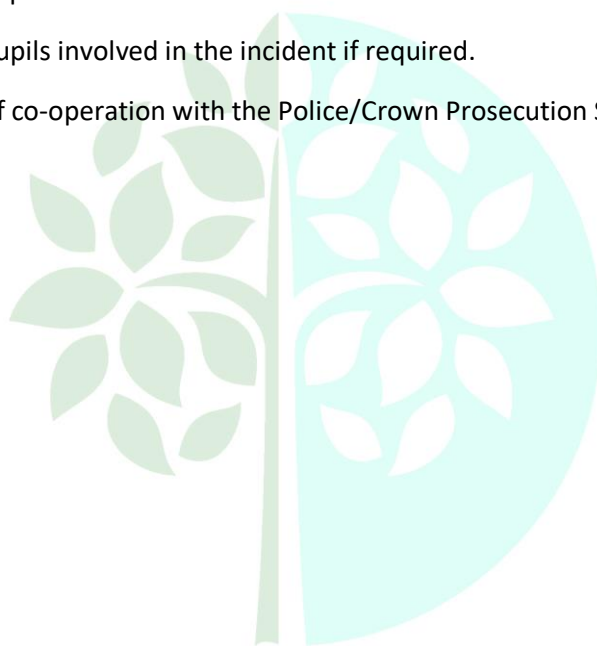 upils involved in the incident if required.
f co-operation with the Police/Crown Prosecution